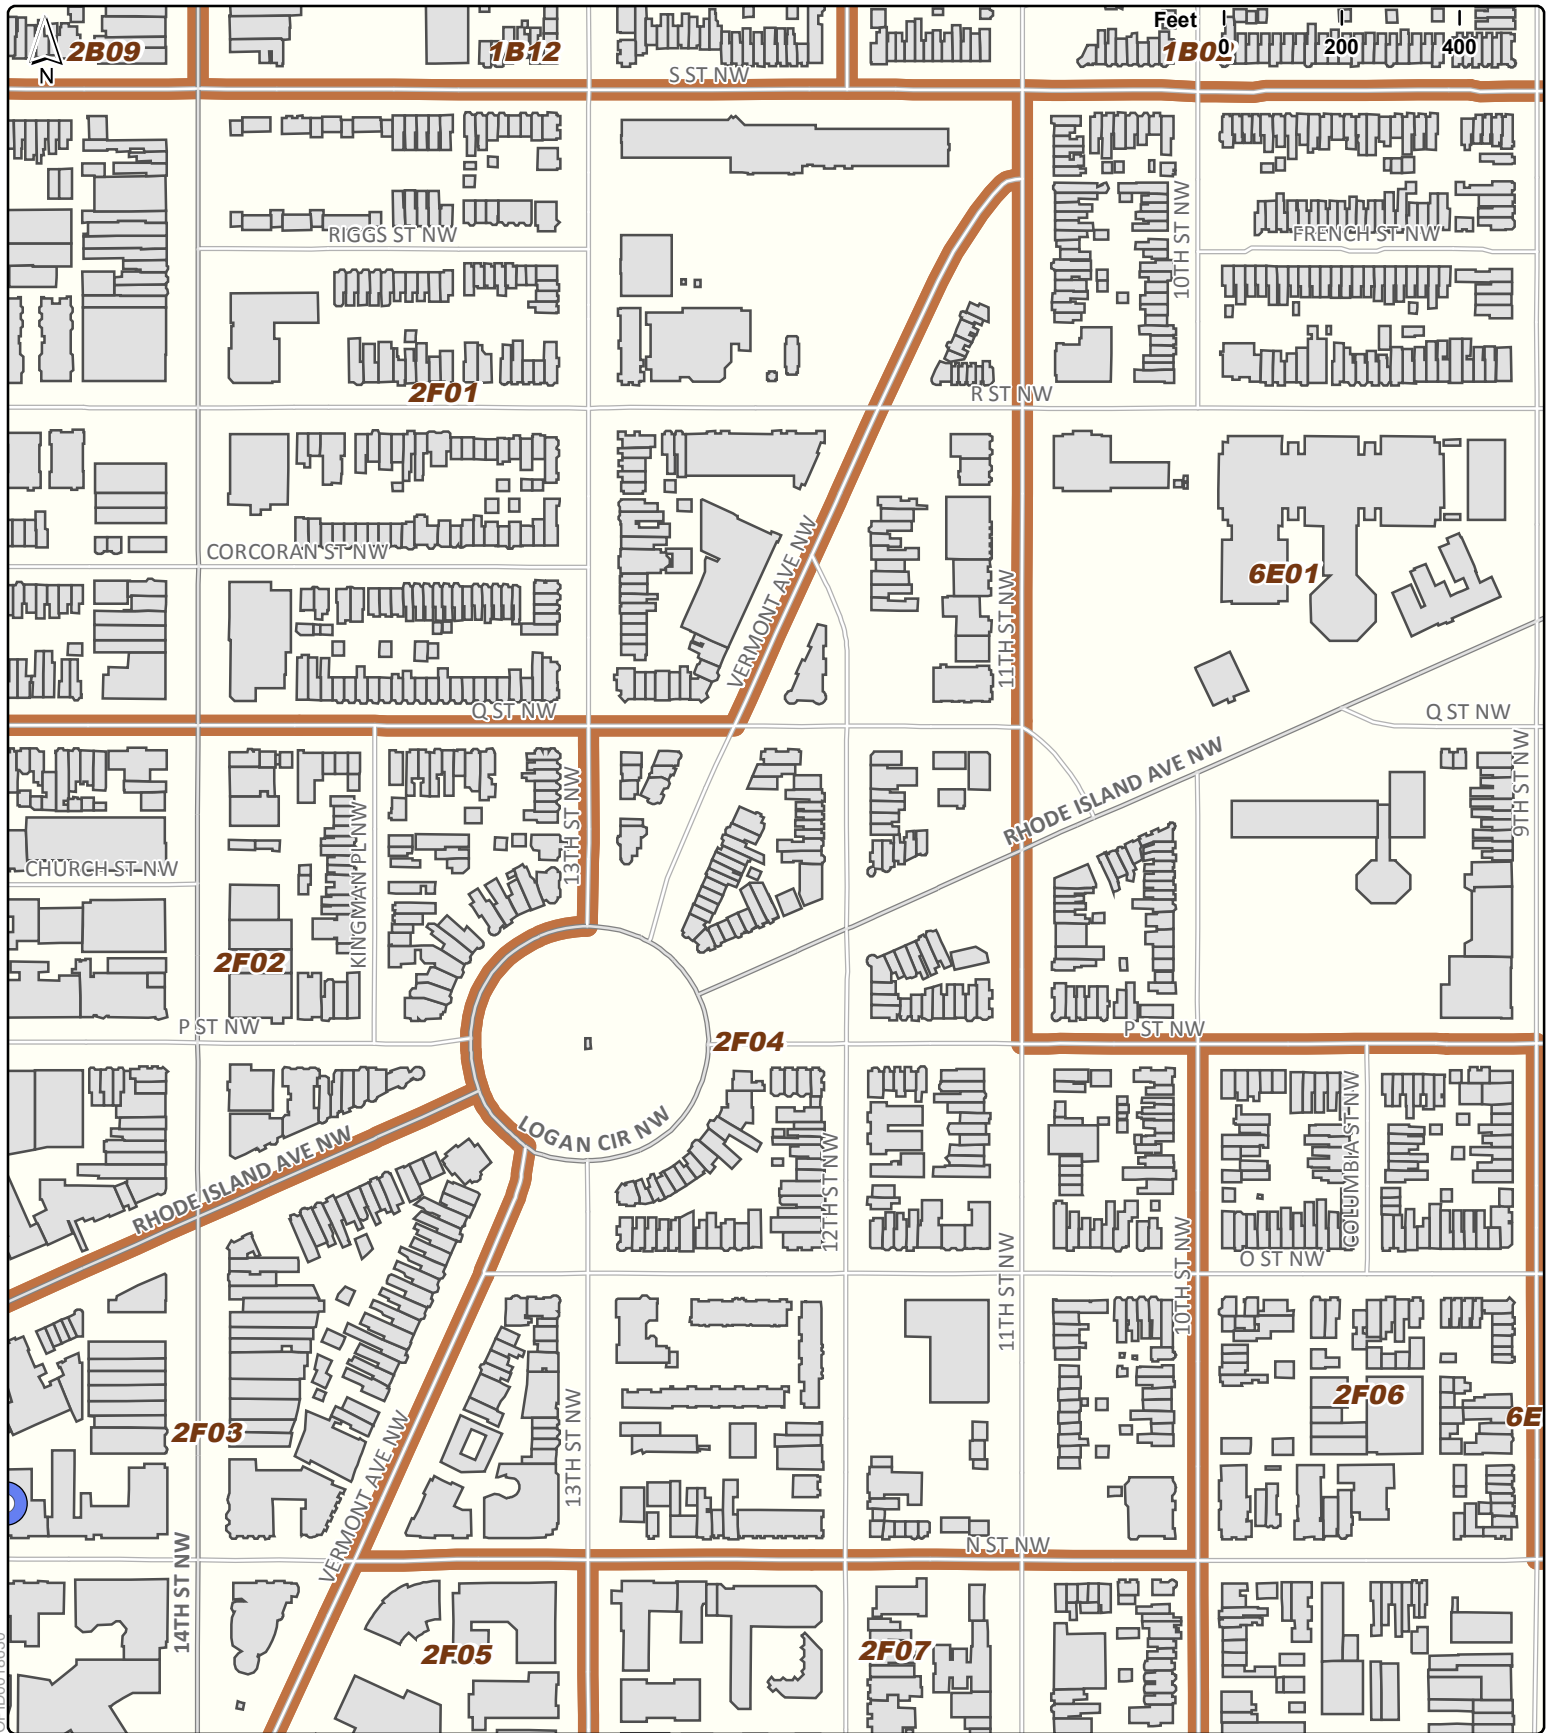 Feet
0 200 400
N
2B09
1B12
1B02
S ST NW
RIGGS ST NW
10TH ST NW
FRENCH ST NW
2F01
R ST NW
CORCORAN ST NW
VERMONT AVE NW
11TH ST NW
6E01
Q ST NW
Q ST NW
RHODE ISLAND AVE NW
9TH ST NW
13TH ST NW
KINGMAN PL NW
CHURCH ST NW
2F02
P ST NW
P ST NW
2F04
LOGAN CIR NW
RHODE ISLAND AVE NW
12TH ST NW
COLUMBIA ST NW
11TH ST NW
10TH ST NW
O ST NW
2F03
2F06
6E
VERMONT AVE NW
13TH ST NW
N ST NW
14TH ST NW
2F05
2F07